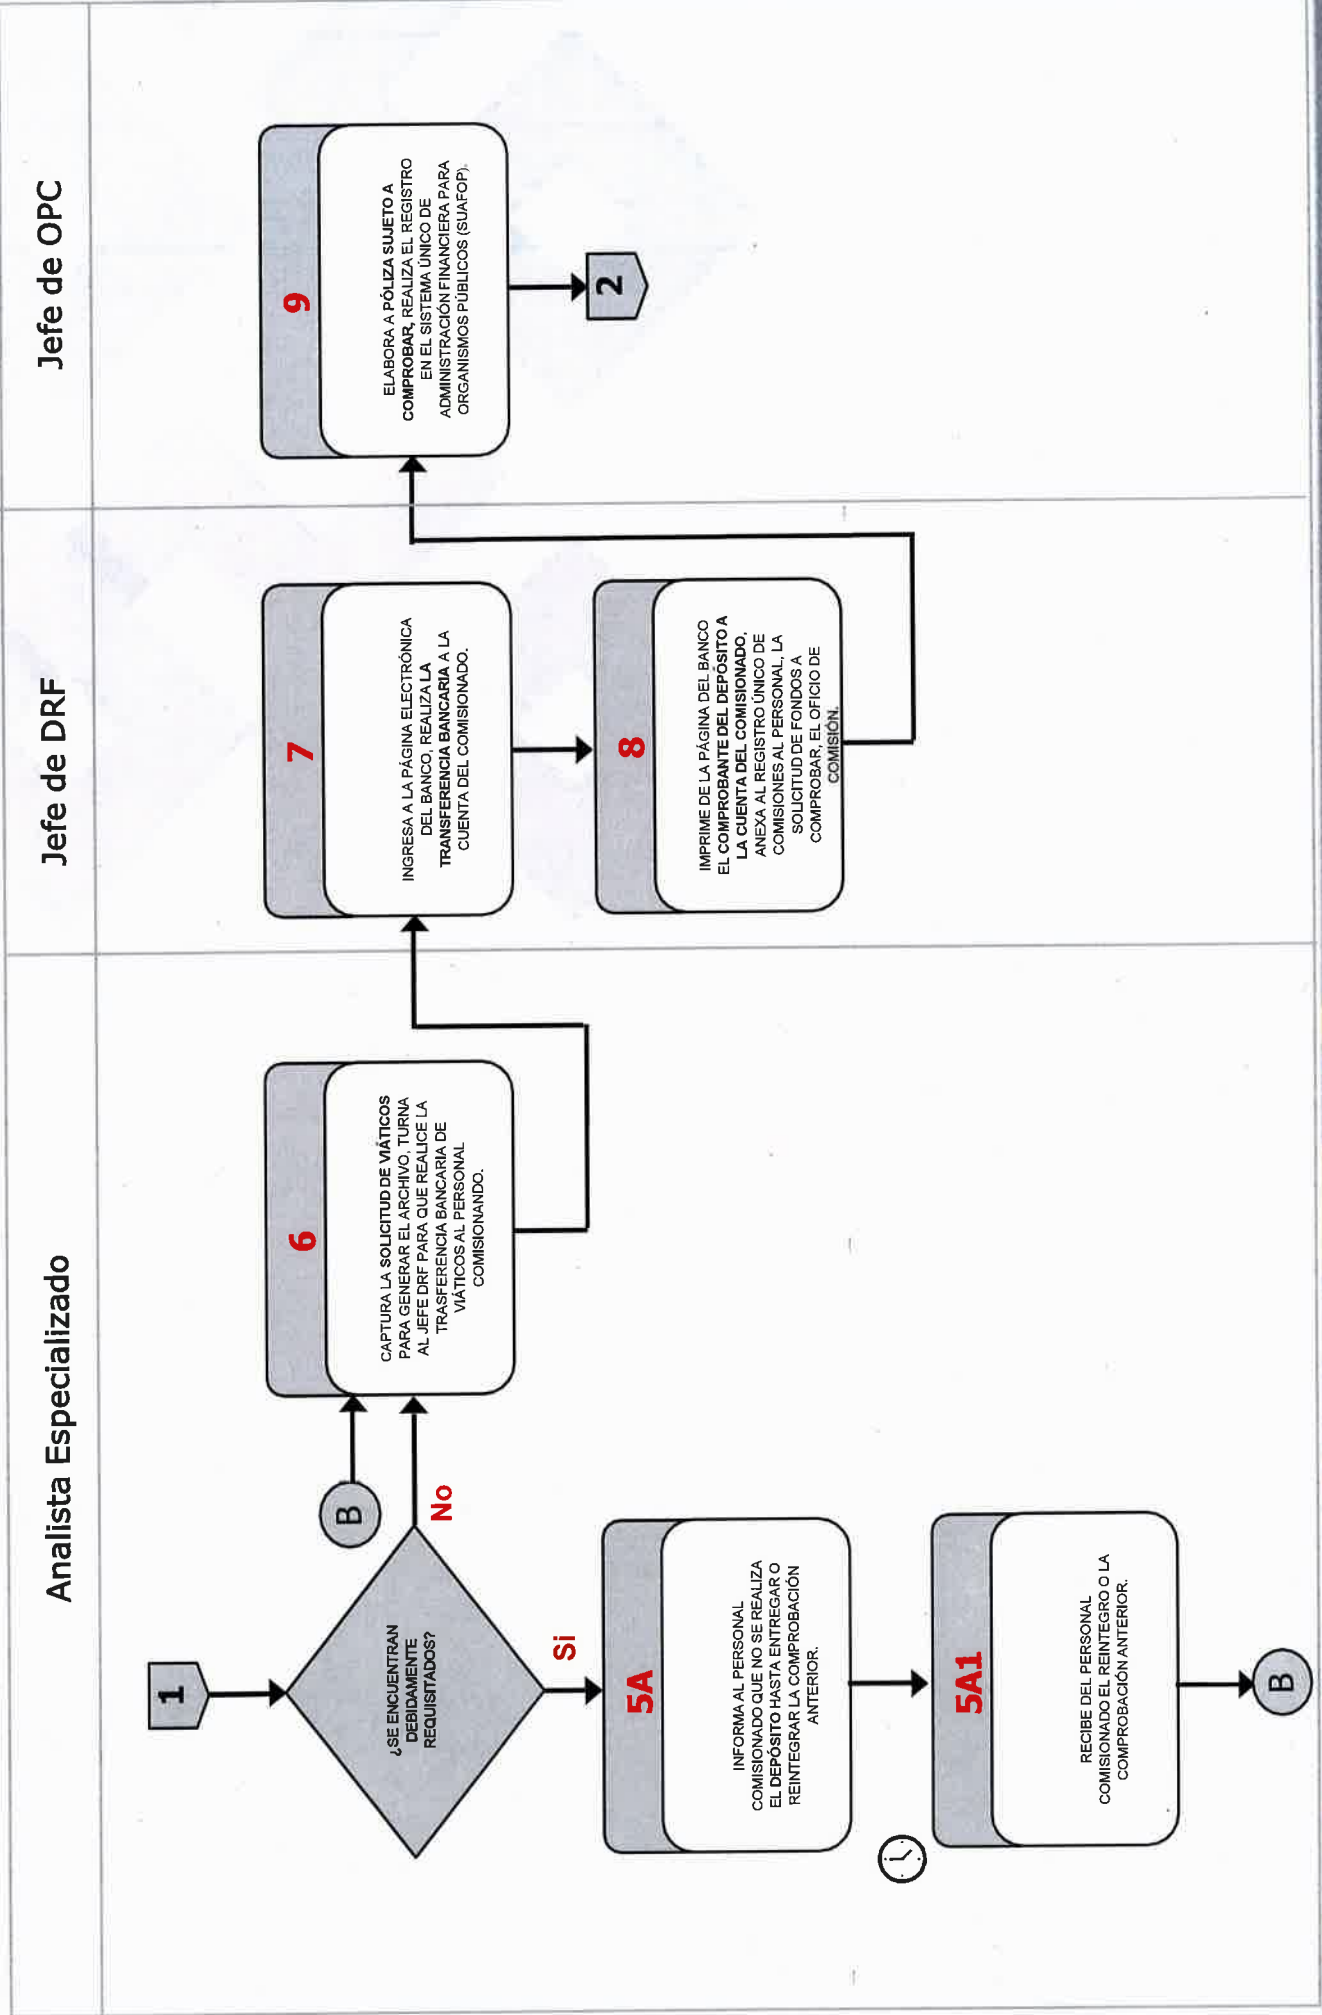 Analista Especializado
Jefe de DRF
Jefe de OPC
1
¿SE ENCUENTRAN
DEBIDAMENTE
REQUISITADOS?
No
Si
B
6
CAPTURA LA SOLICITUD DE VIÁTICOS
PARA GENERAR EL ARCHIVO, TURNA
AL JEFE DRF PARA QUE REALICE LA
TRASFERENCIA BANCARIA DE
VIÁTICOS AL PERSONAL
COMISIONANDO.
5A
INFORMA AL PERSONAL
COMISIONADO QUE NO SE REALIZA
EL DEPÓSITO HASTA ENTREGAR O
REINTEGRAR LA COMPROBACIÓN
ANTERIOR.
5A1
RECIBE DEL PERSONAL
COMISIONADO EL REINTEGRO O LA
COMPROBACIÓN ANTERIOR.
B
7
INGRESA A LA PÁGINA ELECTRÓNICA
DEL BANCO, REALIZA LA
TRANSFERENCIA BANCARIA A LA
CUENTA DEL COMISIONADO.
8
IMPRIME DE LA PÁGINA DEL BANCO
EL COMPROBANTE DEL DEPÓSITO A
LA CUENTA DEL COMISIONADO,
ANEXA AL REGISTRO ÚNICO DE
COMISIONES AL PERSONAL, LA
SOLICITUD DE FONDOS A
COMPROBAR, EL OFICIO DE
COMISIÓN.
9
ELABORA A PÓLIZA SUJETO A
COMPROBAR, REALIZA EL REGISTRO
EN EL SISTEMA ÚNICO DE
ADMINISTRACIÓN FINANCIERA PARA
ORGANISMOS PÚBLICOS (SUAFOP).
2